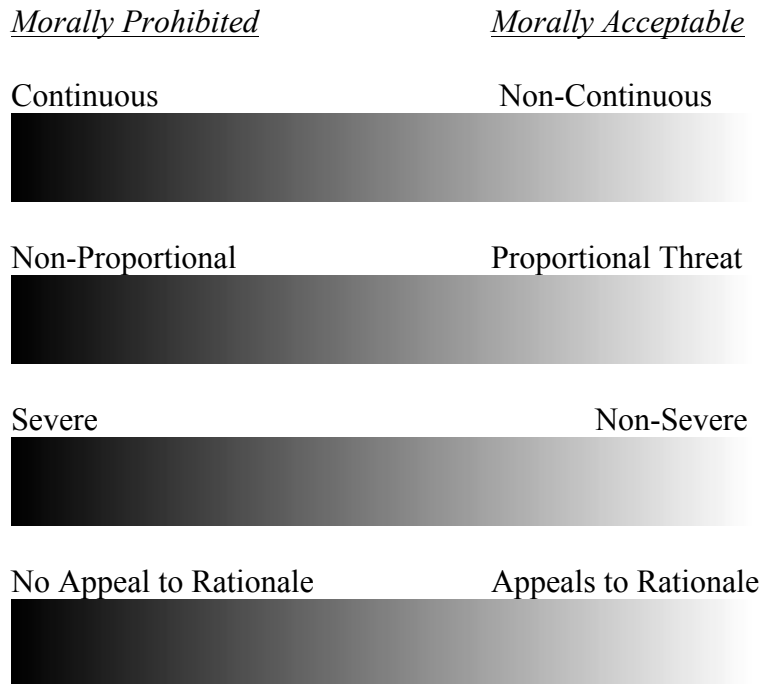 Morally Prohibited Morally Acceptable
Continuous Non-Continuous
Non-Proportional Proportional Threat
Severe Non-Severe
No Appeal to Rationale Appeals to Rationale